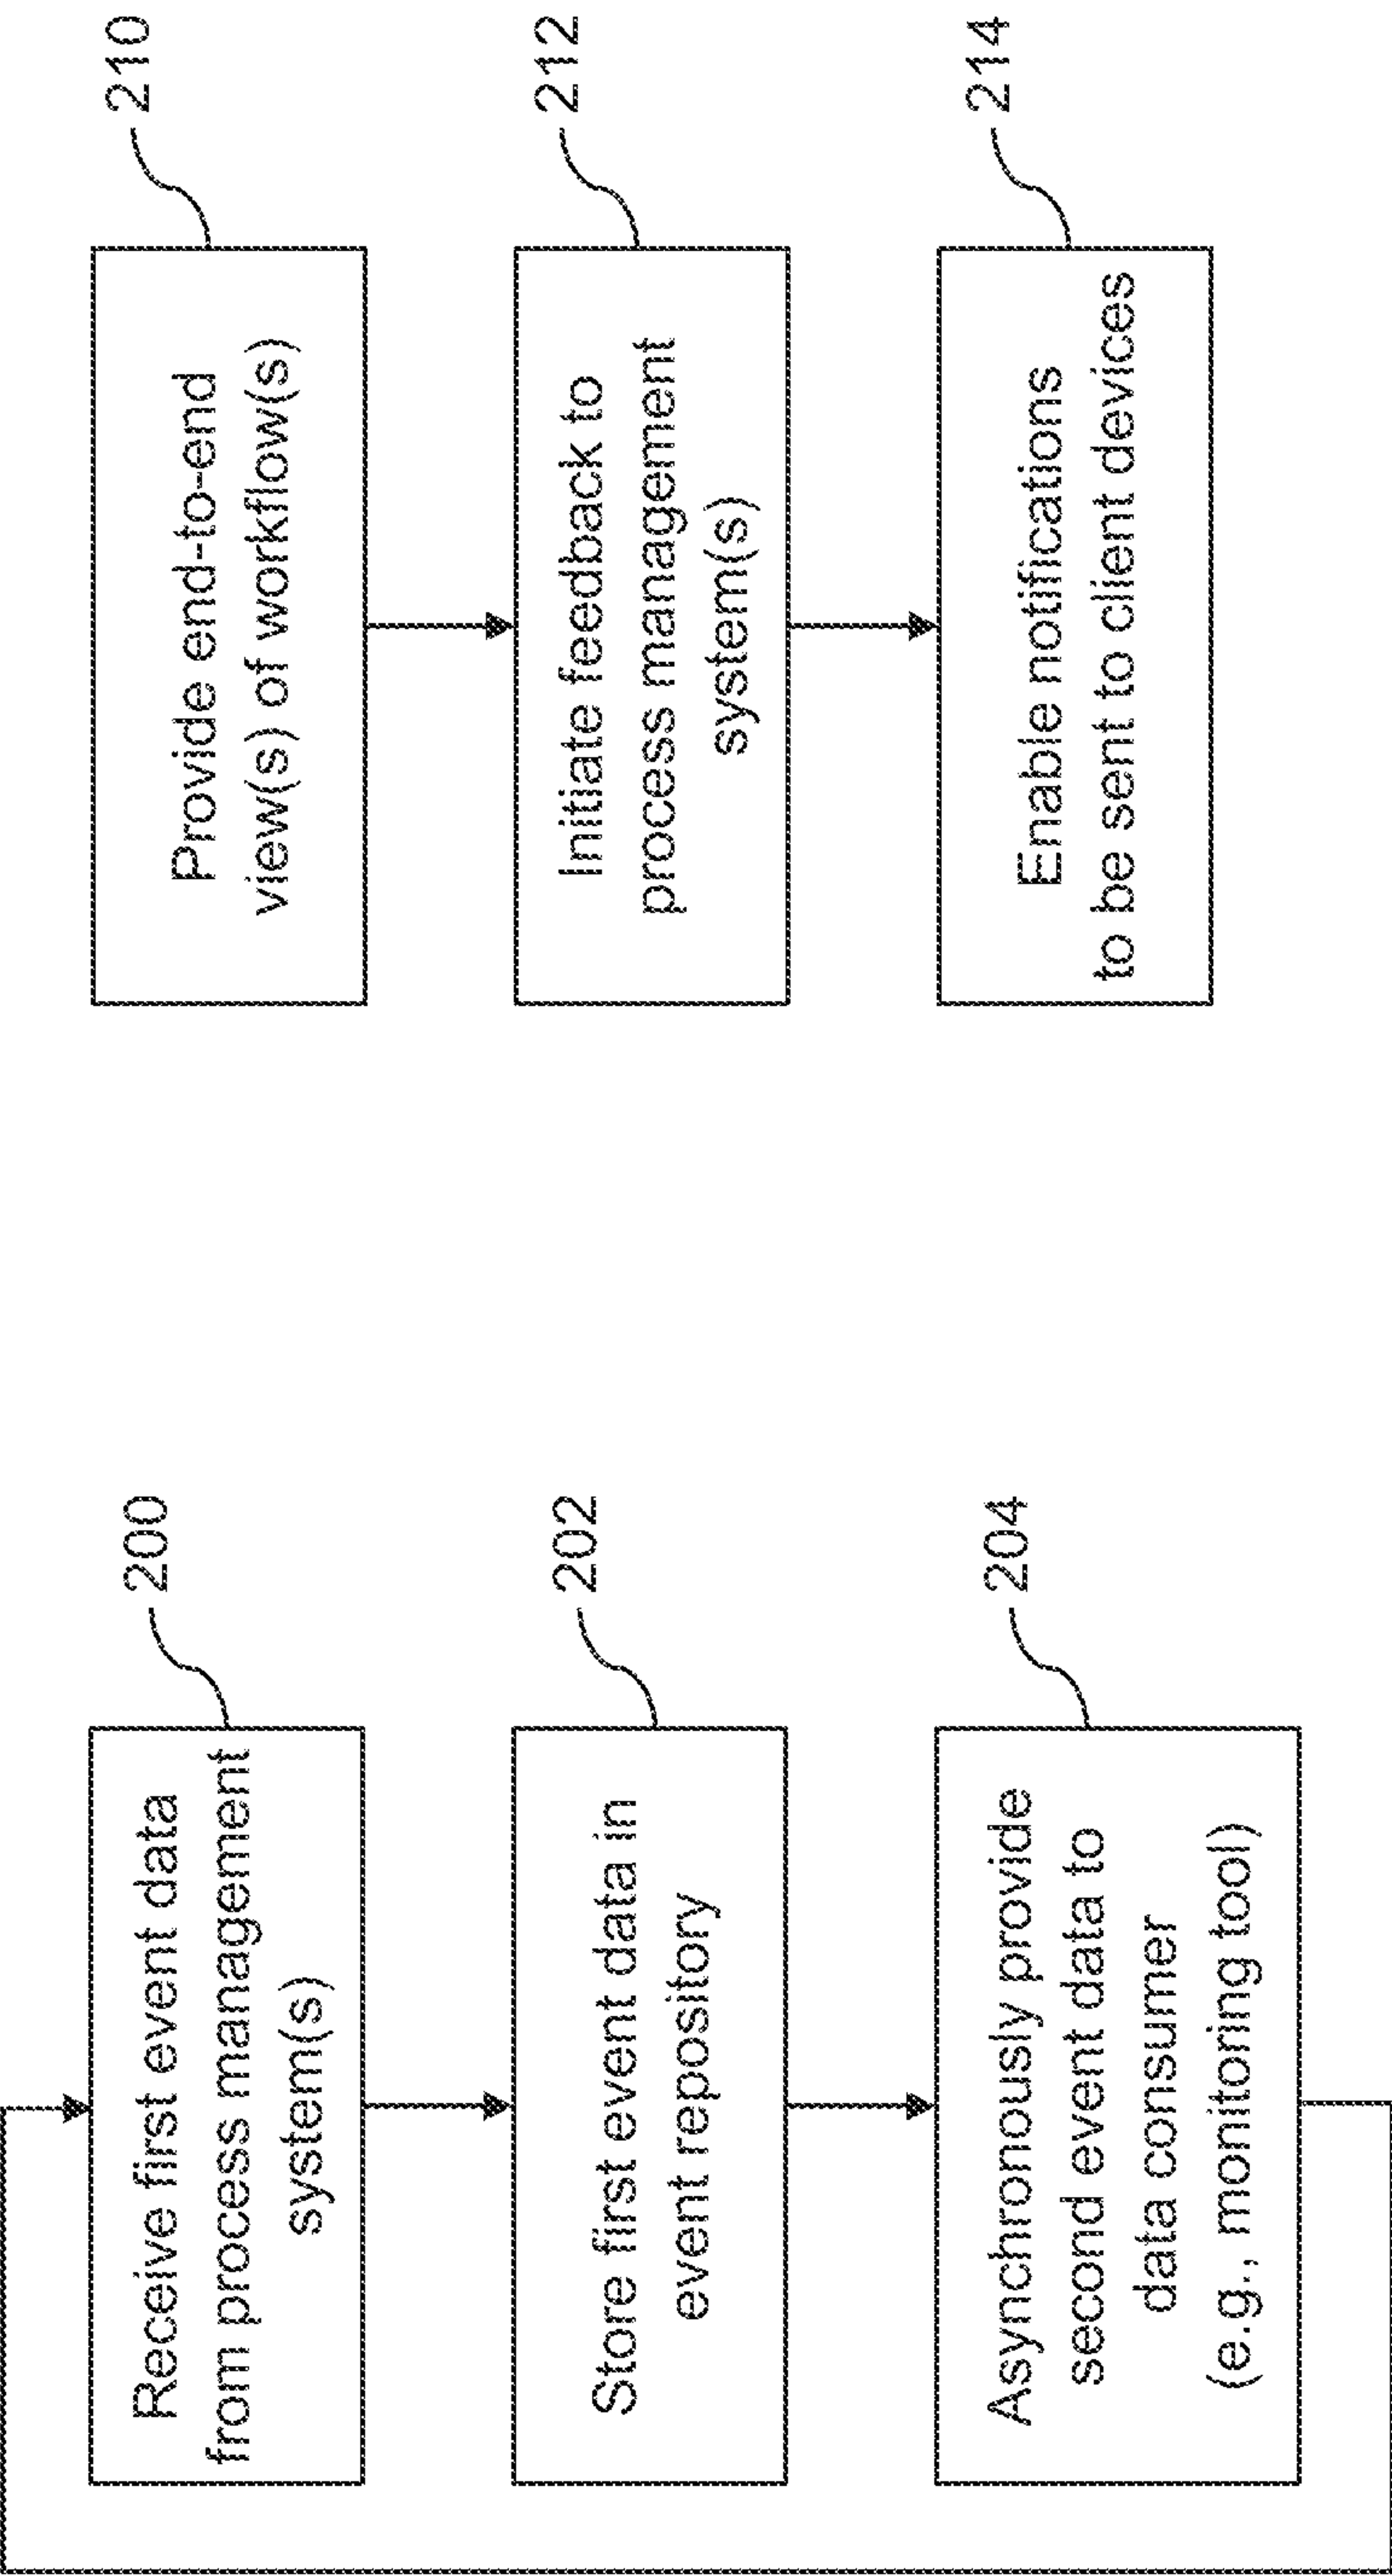 Receive first event data
from process management
system(s)
200
Store first event data in
event repository
202
Asynchronously provide
second event data to
data consumer
(e.g., monitoring tool)
204
Provide end-to-end
view(s) of workflow(s)
210
Initiate feedback to
process management
system(s)
212
Enable notifications
to be sent to client devices
214